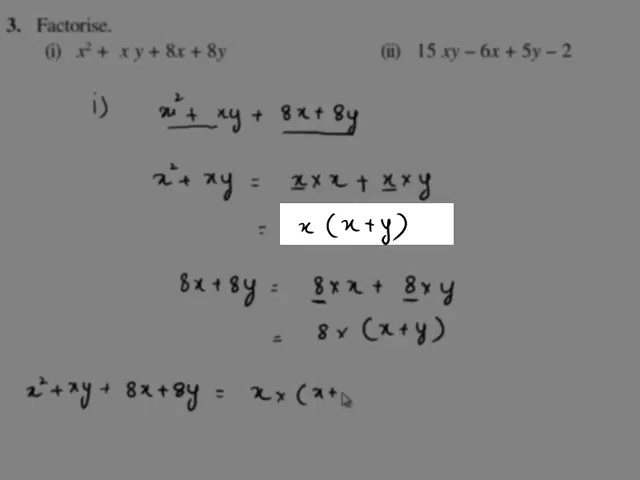 3. Factorise.
(i) x² + x y + 8x + 8y (ii) 15 xy – 6x + 5y – 2
i) x² + xy + 8x + 8y
x² + xy = x × x + x × y
= x (x+y)
8x + 8y = 8 × x + 8 × y
= 8 × (x+y)
x² + xy + 8x + 8y = x × (x+